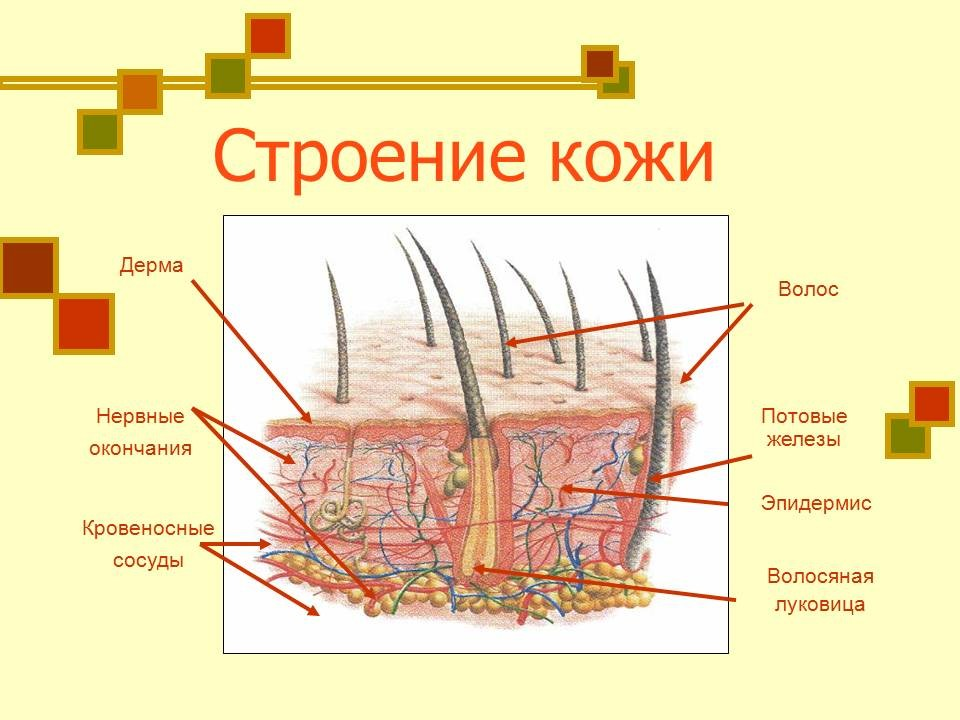 Строение кожи
Дерма
Нервные
окончания
Кровеносные
сосуды
Волос
Потовые
железы
Эпидермис
Волосяная
луковица